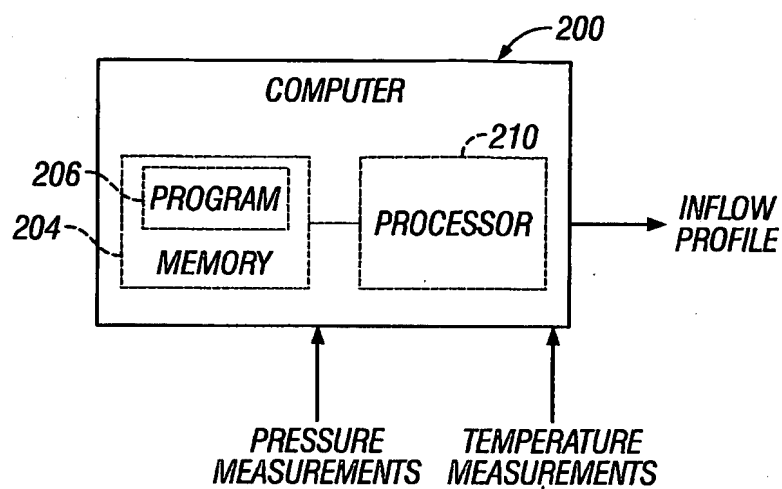 200
COMPUTER
210
206
PROGRAM
204
MEMORY
PROCESSOR
INFLOW
PROFILE
PRESSURE
MEASUREMENTS
TEMPERATURE
MEASUREMENTS